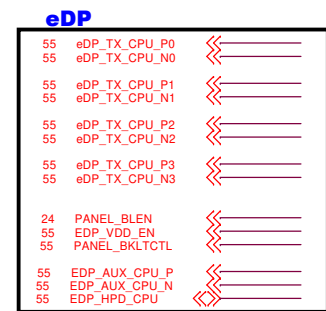 eDP
55 eDP_TX_CPU_P0
55 eDP_TX_CPU_N0
55 eDP_TX_CPU_P1
55 eDP_TX_CPU_N1
55 eDP_TX_CPU_P2
55 eDP_TX_CPU_N2
55 eDP_TX_CPU_P3
55 eDP_TX_CPU_N3
24 PANEL_BLEN
55 EDP_VDD_EN
55 PANEL_BKLTCTL
55 EDP_AUX_CPU_P
55 EDP_AUX_CPU_N
55 EDP_HPD_CPU